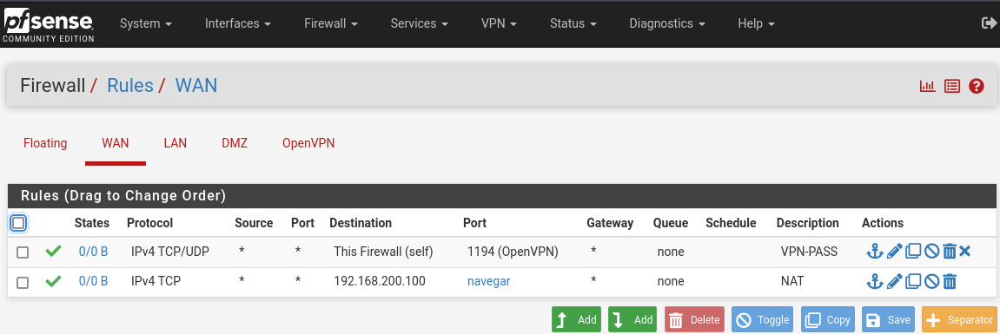 pfsense System Interfaces Firewall Services VPN Status Diagnostics Help
COMMUNITY EDITION
Firewall / Rules / WAN
Floating WAN LAN DMZ OpenVPN
Rules (Drag to Change Order)
States Protocol Source Port Destination Port Gateway Queue Schedule Description Actions
0/0 B IPv4 TCP/UDP * * This Firewall (self) 1194 (OpenVPN) * none VPN-PASS
0/0 B IPv4 TCP * * 192.168.200.100 navegar * none NAT
Add Add Delete Toggle Copy Save Separator